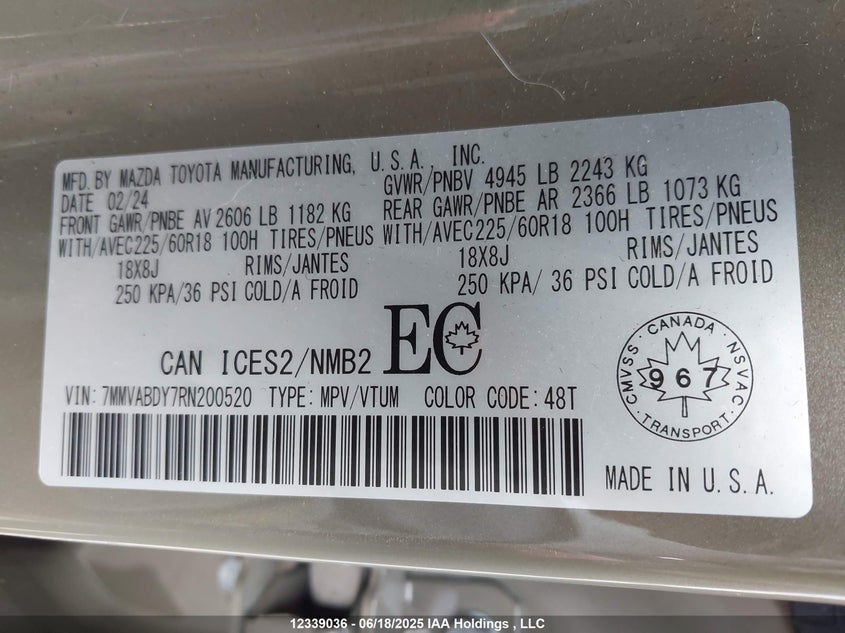 MFD. BY MAZDA TOYOTA MANUFACTURING, U.S.A., INC.
DATE 02/24 GVWR/PNBV 4945 LB 2243 KG
FRONT GAWR/PNBE AV 2606 LB 1182 KG REAR GAWR/PNBE AR 2366 LB 1073 KG
WITH/AVEC225/60R18 100H TIRES/PNEUS WITH/AVEC225/60R18 100H TIRES/PNEUS
18X8J RIMS/JANTES 18X8J RIMS/JANTES
250 KPA/36 PSI COLD/A FROID 250 KPA/ 36 PSI COLD/A FROID
CAN ICES2/NMB2 EC
CANADA
CMVSS 967 NSVAC
TRANSPORT
VIN: 7MMVABDY7RN200520 TYPE: MPV/VTUM COLOR CODE: 48T
MADE IN U.S.A.
12339036 - 06/18/2025 IAA Holdings , LLC